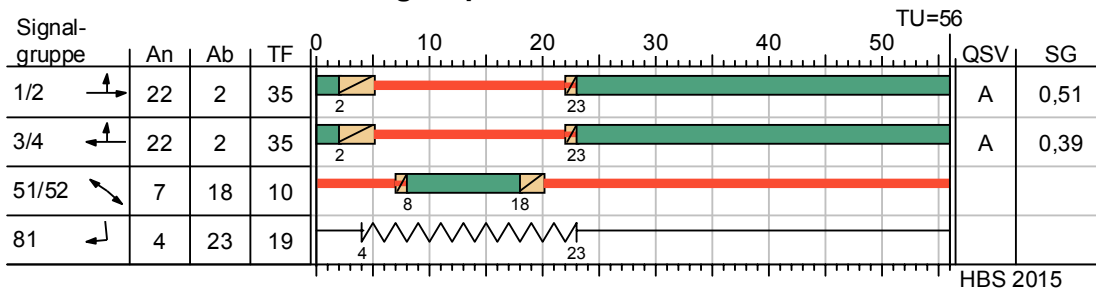 TU=56
Signal-
gruppe An Ab TF 0 10 20 30 40 50 QSV SG
1/2 22 2 35 2 23 A 0,51
3/4 22 2 35 2 23 A 0,39
51/52 7 18 10 8 18
81 4 23 19 4 23
HBS 2015